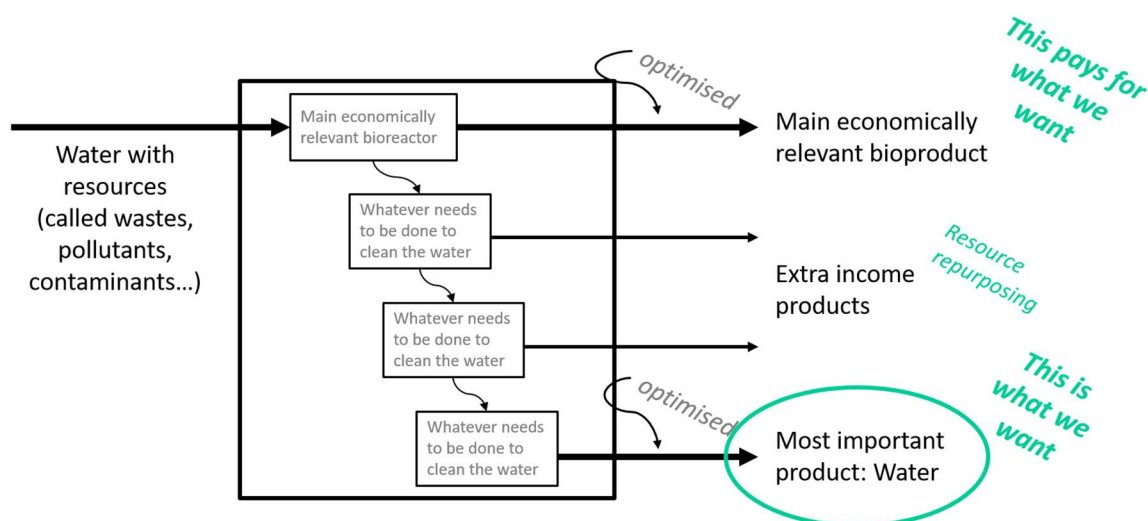 Water with
resources
(called wastes,
pollutants,
contaminants...)
Main economically
relevant bioreactor
Whatever needs
to be done to
clean the water
Whatever needs
to be done to
clean the water
Whatever needs
to be done to
clean the water
optimised
Main economically
relevant bioproduct
This pays for
what we
want
Extra income
products
Resource
repurposing
optimised
Most important
product: Water
This is
what we
want